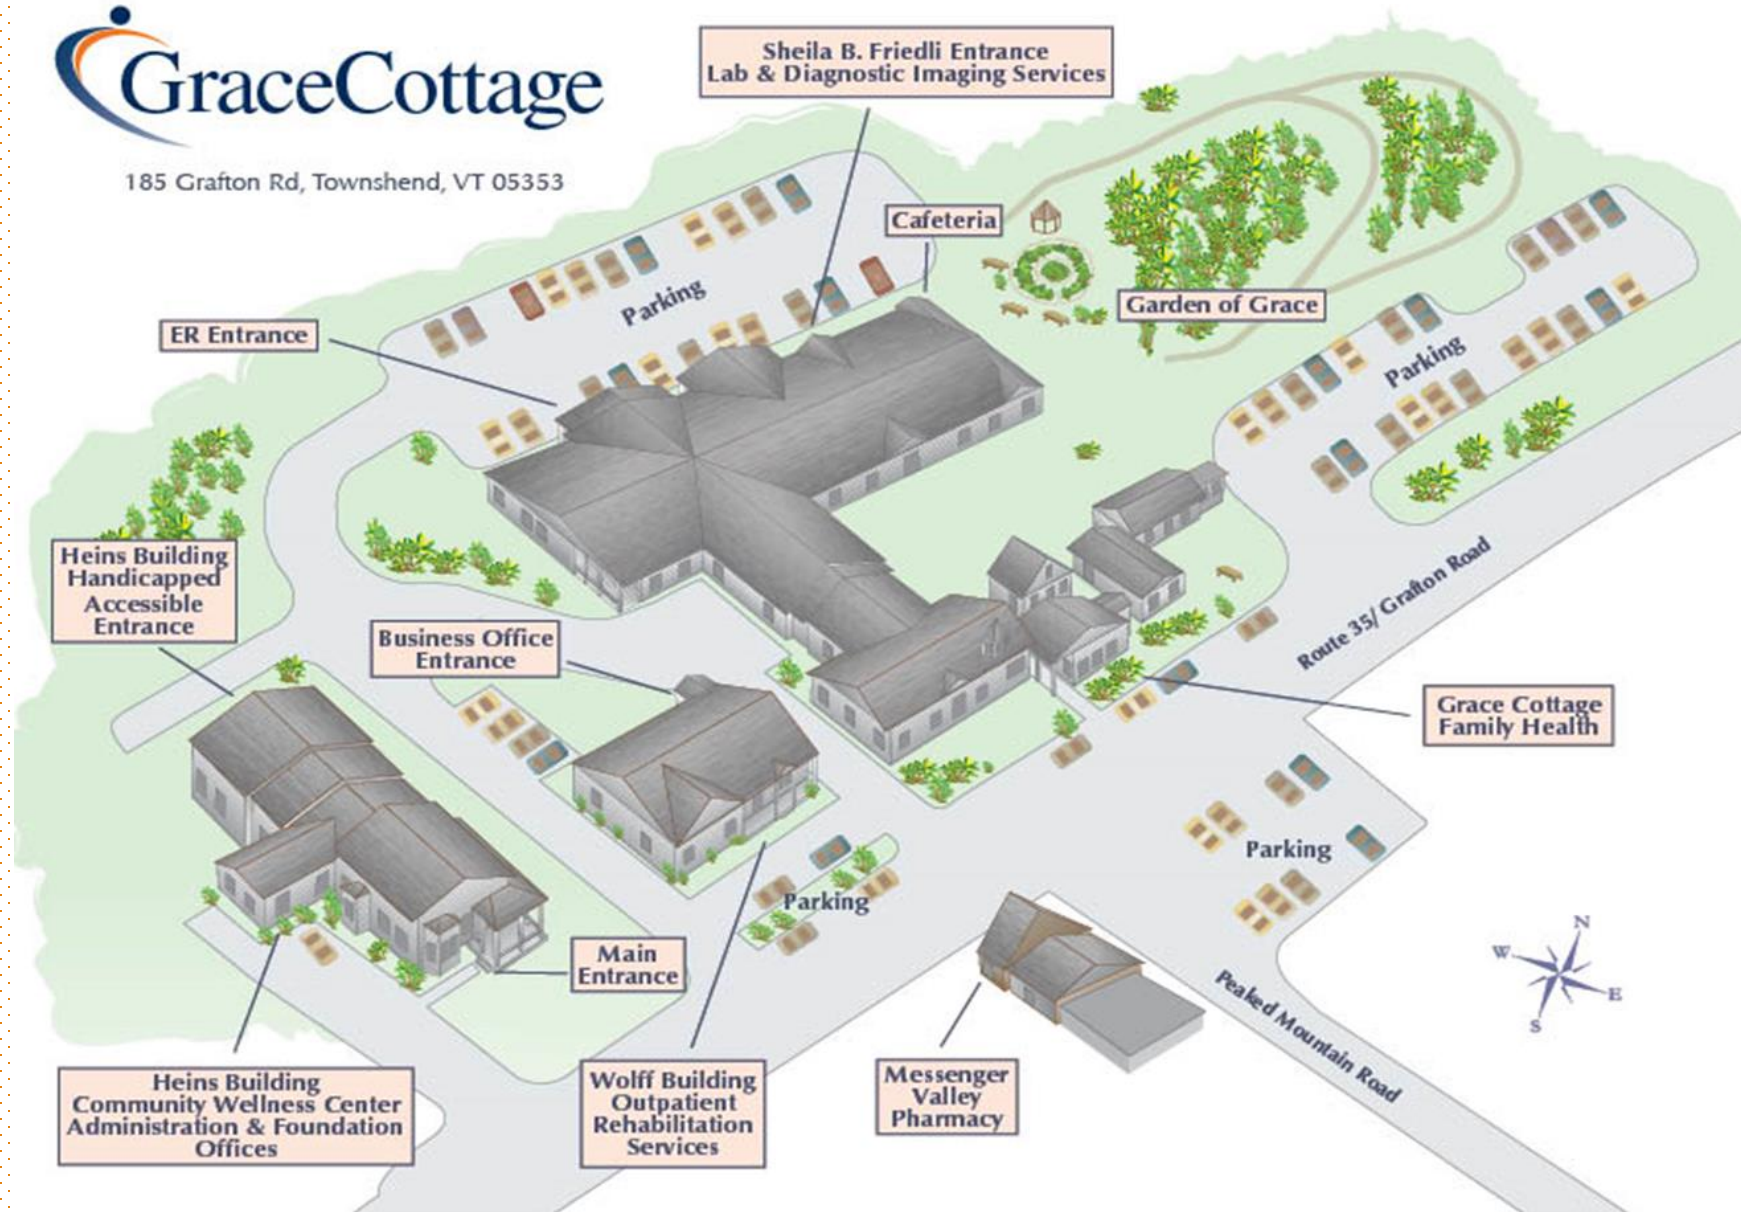 GraceCottage
185 Grafton Rd, Townshend, VT 05353
Sheila B. Friedli Entrance
Lab & Diagnostic Imaging Services
Cafeteria
Parking
ER Entrance
Garden of Grace
Parking
Heins Building
Handicapped
Accessible
Entrance
Business Office
Entrance
Route 35/ Grafton Road
Grace Cottage
Family Health
Parking
Parking
Main
Entrance
N
W
E
S
Peaked Mountain Road
Heins Building
Community Wellness Center
Administration & Foundation
Offices
Wolff Building
Outpatient
Rehabilitation
Services
Messenger
Valley
Pharmacy